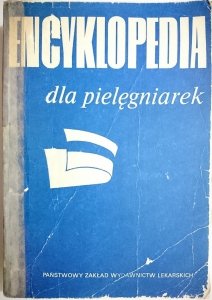 ENCYKLOPEDIA
dla pielęgniarek
PAŃSTWOWY ZAKŁAD WYDAWNICTW LEKARSKICH